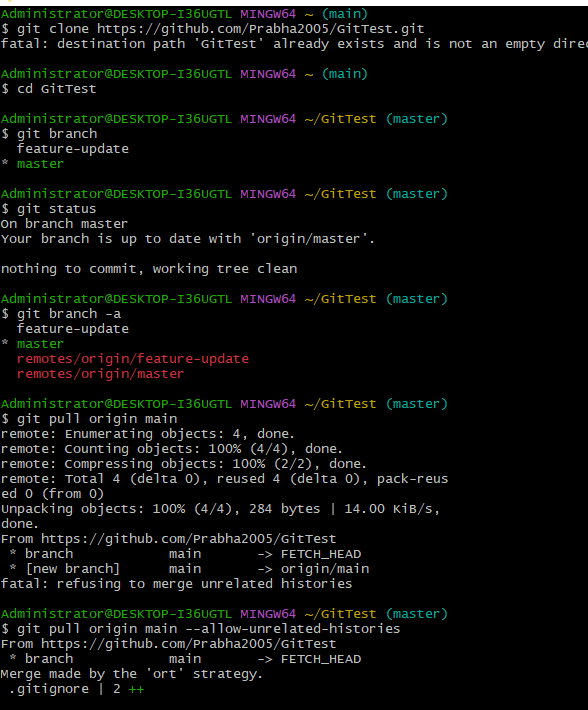 Administrator@DESKTOP-I36UGTL MINGW64 ~ (main)
$ git clone https://github.com/Prabha2005/GitTest.git
fatal: destination path 'GitTest' already exists and is not an empty direc
Administrator@DESKTOP-I36UGTL MINGW64 ~ (main)
$ cd GitTest
Administrator@DESKTOP-I36UGTL MINGW64 ~/GitTest (master)
$ git branch
  feature-update
* master
Administrator@DESKTOP-I36UGTL MINGW64 ~/GitTest (master)
$ git status
On branch master
Your branch is up to date with 'origin/master'.
nothing to commit, working tree clean
Administrator@DESKTOP-I36UGTL MINGW64 ~/GitTest (master)
$ git branch -a
  feature-update
* master
  remotes/origin/feature-update
  remotes/origin/master
Administrator@DESKTOP-I36UGTL MINGW64 ~/GitTest (master)
$ git pull origin main
remote: Enumerating objects: 4, done.
remote: Counting objects: 100% (4/4), done.
remote: Compressing objects: 100% (2/2), done.
remote: Total 4 (delta 0), reused 4 (delta 0), pack-reus
ed 0 (from 0)
Unpacking objects: 100% (4/4), 284 bytes | 14.00 KiB/s,
done.
From https://github.com/Prabha2005/GitTest
 * branch            main       -> FETCH_HEAD
 * [new branch]      main       -> origin/main
fatal: refusing to merge unrelated histories
Administrator@DESKTOP-I36UGTL MINGW64 ~/GitTest (master)
$ git pull origin main --allow-unrelated-histories
From https://github.com/Prabha2005/GitTest
 * branch            main       -> FETCH_HEAD
Merge made by the 'ort' strategy.
 .gitignore | 2 ++